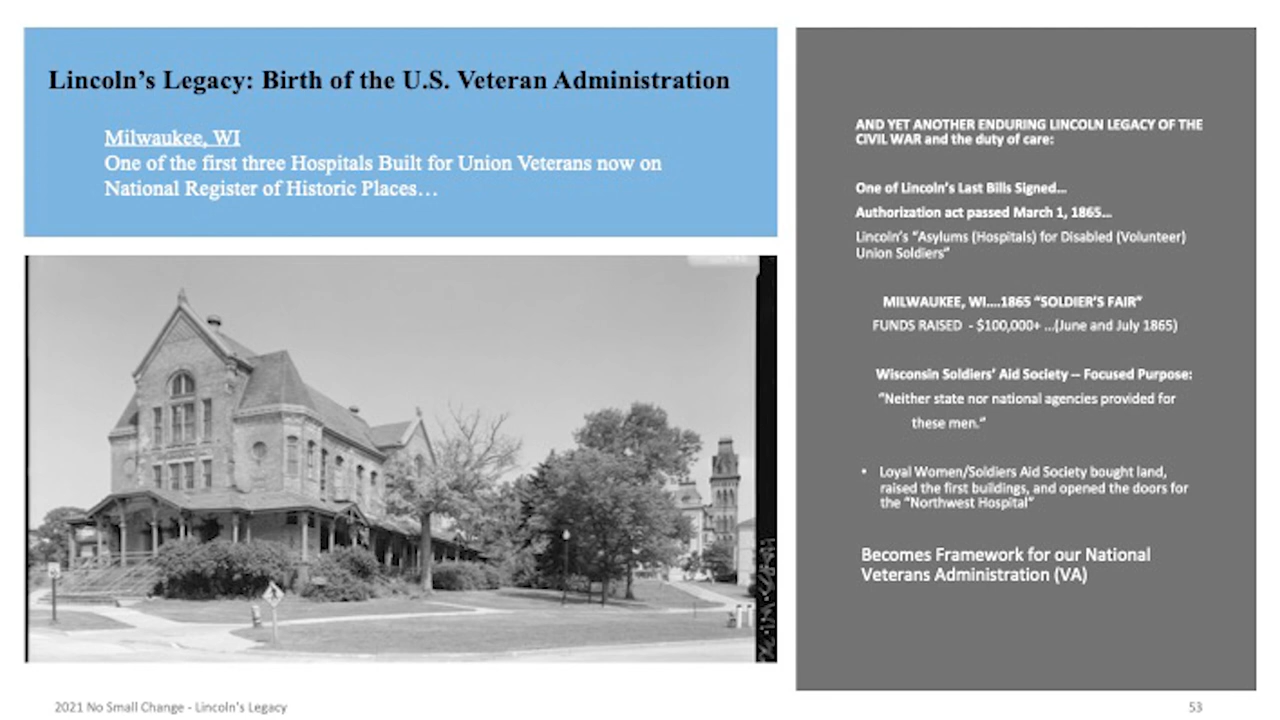 Lincoln's Legacy: Birth of the U.S. Veteran Administration
Milwaukee, WI
One of the first three Hospitals Built for Union Veterans now on
National Register of Historic Places…
AND YET ANOTHER ENDURING LINCOLN LEGACY OF THE
CIVIL WAR and the duty of care:
One of Lincoln's Last Bills Signed…
Authorization act passed March 1, 1865…
Lincoln's "Asylums (Hospitals) for Disabled (Volunteer)
Union Soldiers"
MILWAUKEE, WI….1865 "SOLDIER'S FAIR"
FUNDS RAISED - $100,000+ …(June and July 1865)
Wisconsin Soldiers' Aid Society – Focused Purpose:
"Neither state nor national agencies provided for
these men."
• Loyal Women/Soldiers Aid Society bought land,
raised the first buildings, and opened the doors for
the "Northwest Hospital"
Becomes Framework for our National
Veterans Administration (VA)
2021 No Small Change - Lincoln's Legacy
53